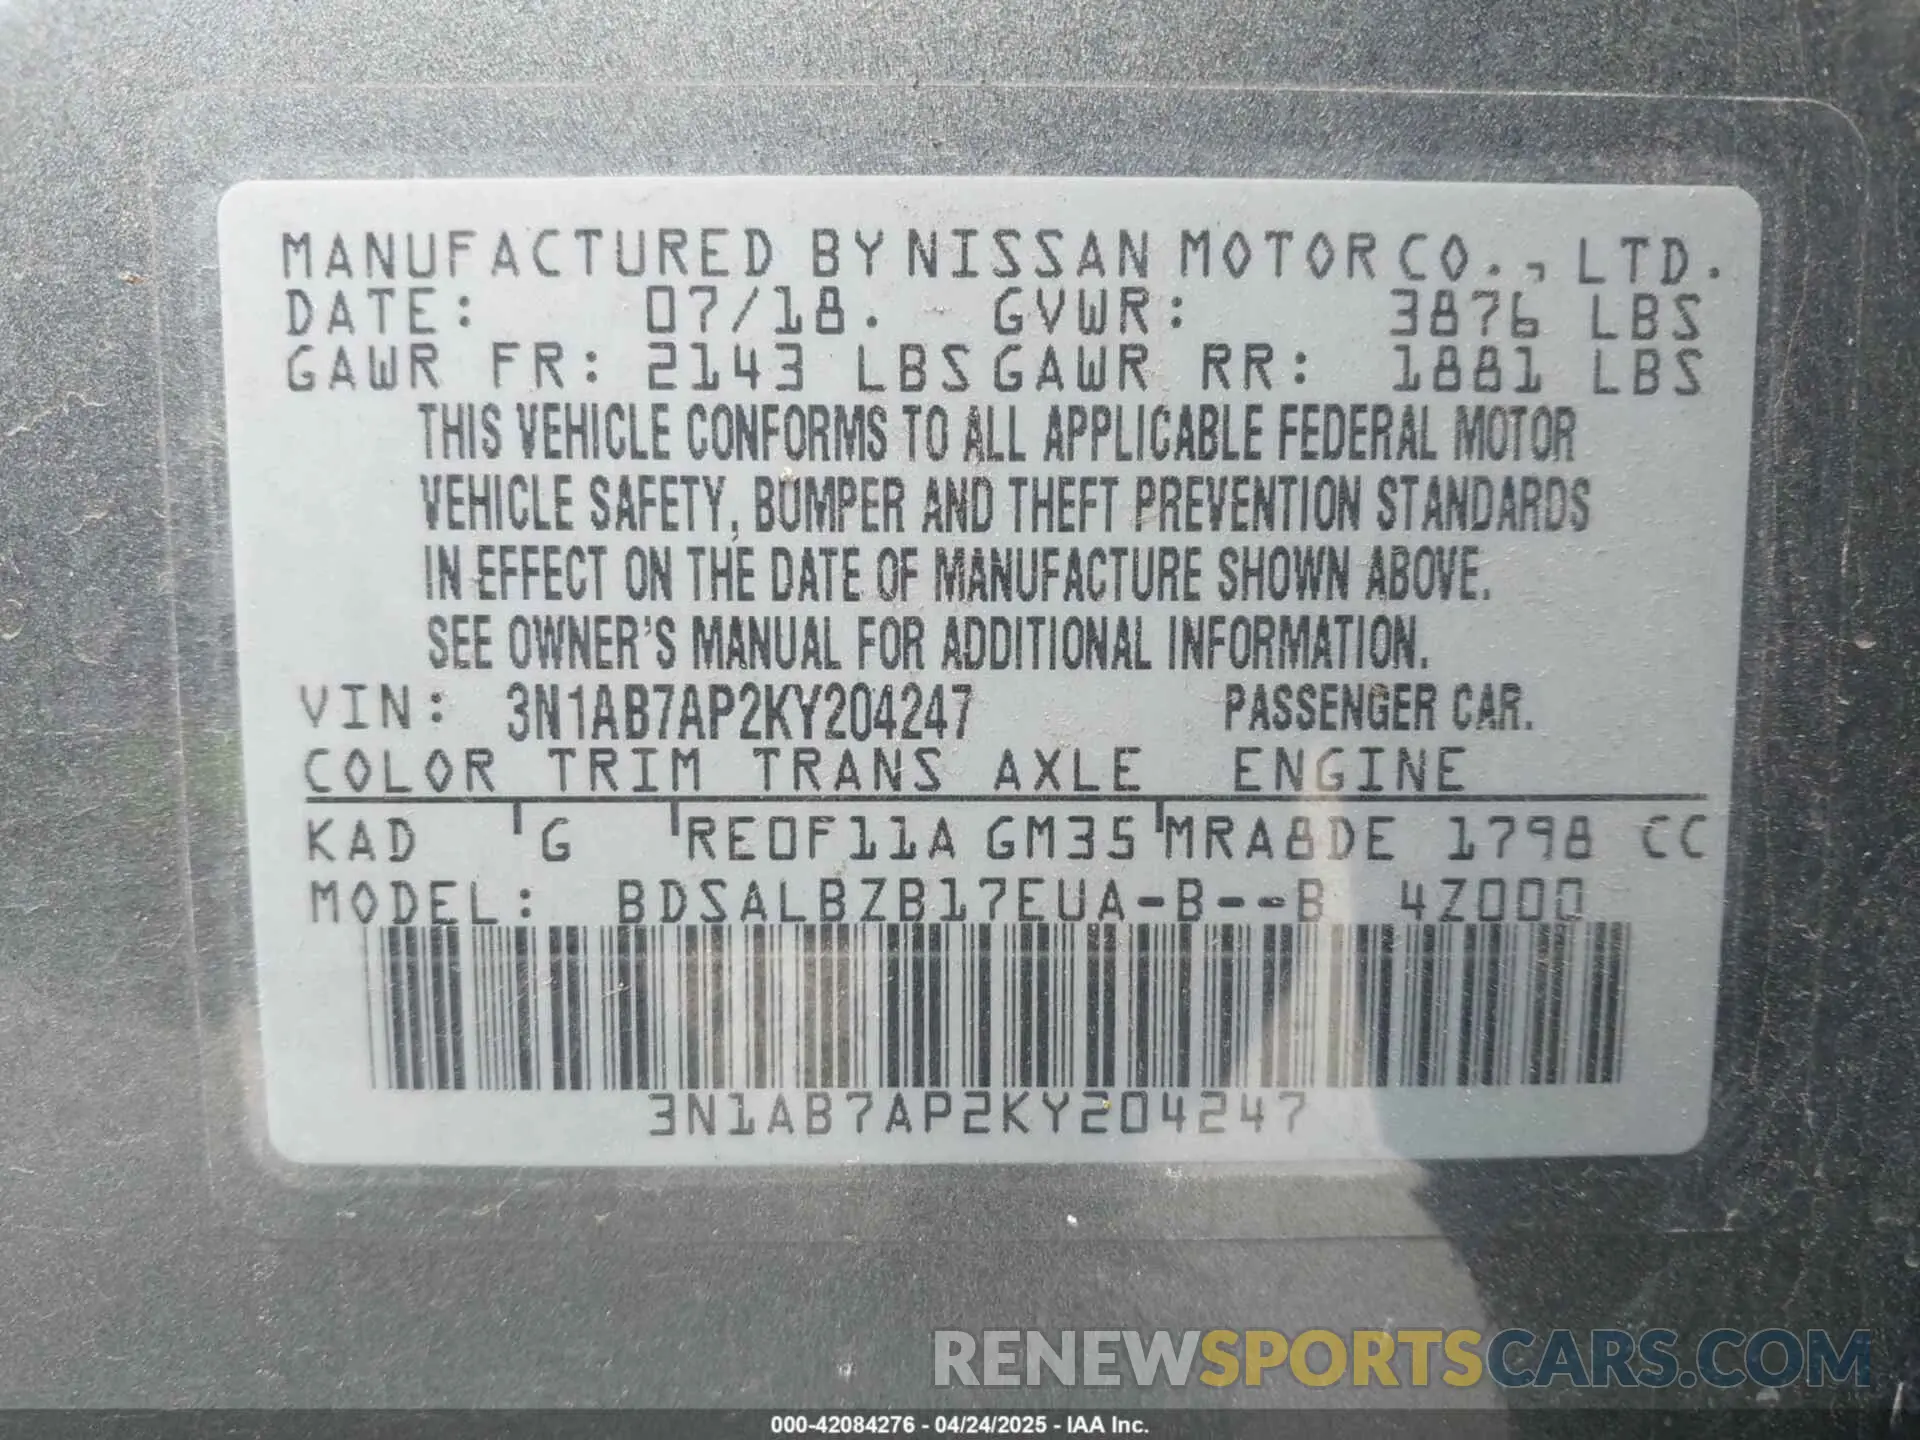 MANUFACTURED BY NISSAN MOTOR CO., LTD.
DATE: 07/18. GVWR: 3876 LBS
GAWR FR: 2143 LBS GAWR RR: 1881 LBS
THIS VEHICLE CONFORMS TO ALL APPLICABLE FEDERAL MOTOR
VEHICLE SAFETY, BUMPER AND THEFT PREVENTION STANDARDS
IN EFFECT ON THE DATE OF MANUFACTURE SHOWN ABOVE.
SEE OWNER'S MANUAL FOR ADDITIONAL INFORMATION.
VIN: 3N1AB7AP2KY204247 PASSENGER CAR.
COLOR TRIM TRANS AXLE ENGINE
KAD G RE0F11A GM35 MRA8DE 1798 CC
MODEL: BDSALBZB17EUA-B--B 4Z000
3N1AB7AP2KY204247
RENEWSPORTSCARS.COM
000-42084276 - 04/24/2025 - IAA Inc.